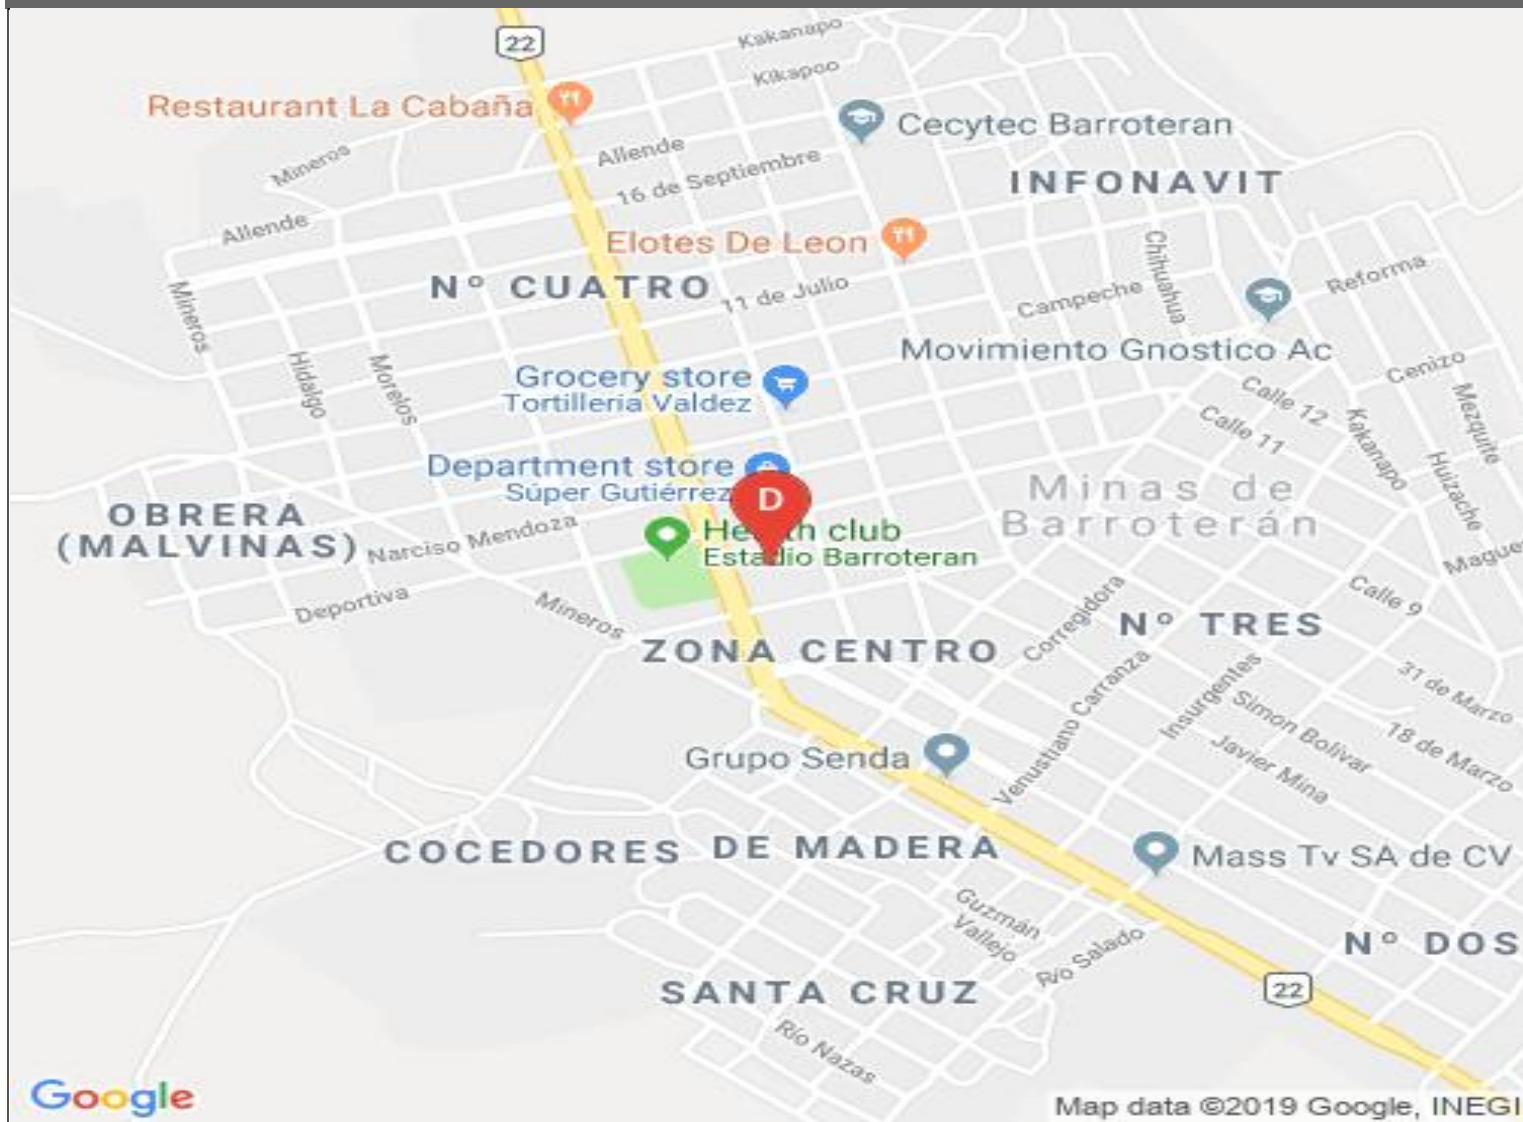 22
Kakanapo
Kikapoo
Restaurant La Cabaña
Cecytec Barroteran
Mineros
Allende
16 de Septiembre
INFONAVIT
Allende
Elotes De Leon
Chihuahua
Reforma
Nº CUATRO
11 de Julio
Campeche
Mineros
Movimiento Gnostico Ac
Hidalgo
Morelos
Grocery store
Tortilleria Valdez
Cenizo
Calle 12
Calle 11
Kakanapo
Mezquite
Huizache
Department store
Súper Gutiérrez
D
Minas de
Barroterán
OBRERA
(MALVINAS)
Narciso Mendoza
Estadio Barroteran
Deportiva
Mineros
Calle 9
Corregidora
Nº TRES
ZONA CENTRO
Venustiano Carranza
Insurgentes
31 de Marzo
Simon Bolivar
18 de Marzo
Javier Mina
Grupo Senda
COCEDORES DE MADERA
Mass Tv SA de CV
Guzmán
Vallejo
Río Salado
Nº DOS
SANTA CRUZ
22
Río Nazas
Google
Map data ©2019 Google, INEGI